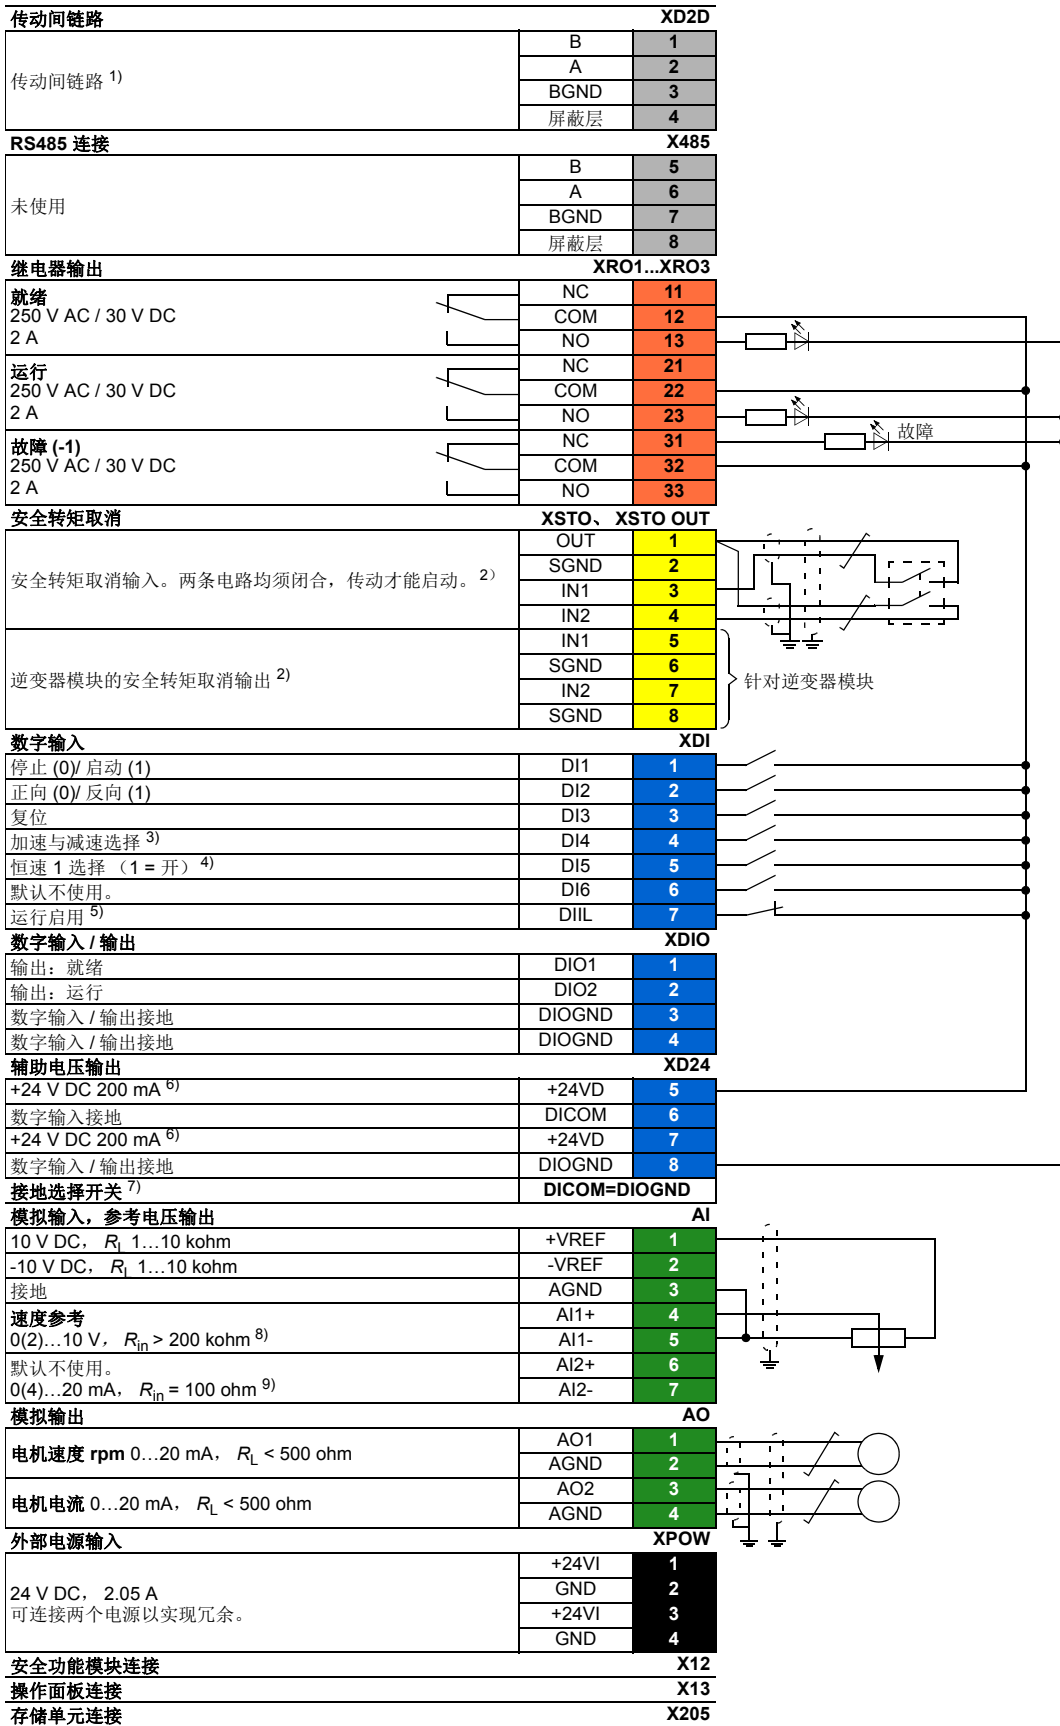 传动间链路 XD2D
传动间链路 1)
B 1
A 2
BGND 3
屏蔽层 4
RS485 连接 X485
未使用
B 5
A 6
BGND 7
屏蔽层 8
继电器输出 XRO1...XRO3
就绪
250 V AC / 30 V DC
2 A
NC 11
COM 12
NO 13
运行
250 V AC / 30 V DC
2 A
NC 21
COM 22
NO 23
故障 (-1)
250 V AC / 30 V DC
2 A
NC 31
COM 32
NO 33
故障
安全转矩取消 XSTO、 XSTO OUT
安全转矩取消输入。两条电路均须闭合，传动才能启动。 2）
OUT 1
SGND 2
IN1 3
IN2 4
逆变器模块的安全转矩取消输出 2)
IN1 5
SGND 6
IN2 7
SGND 8
针对逆变器模块
数字输入 XDI
停止 (0)/ 启动 (1) DI1 1
正向 (0)/ 反向 (1) DI2 2
复位 DI3 3
加速与减速选择 3) DI4 4
恒速 1 选择 （1 = 开） 4) DI5 5
默认不使用。 DI6 6
运行启用 5) DIIL 7
数字输入 / 输出 XDIO
输出：就绪 DIO1 1
输出：运行 DIO2 2
数字输入 / 输出接地 DIOGND 3
数字输入 / 输出接地 DIOGND 4
辅助电压输出 XD24
+24 V DC 200 mA 6) +24VD 5
数字输入接地 DICOM 6
+24 V DC 200 mA 6) +24VD 7
数字输入 / 输出接地 DIOGND 8
接地选择开关 7) DICOM=DIOGND
模拟输入，参考电压输出 AI
10 V DC， RL 1…10 kohm +VREF 1
-10 V DC， RL 1…10 kohm -VREF 2
接地 AGND 3
速度参考
0(2)…10 V， Rin > 200 kohm 8)
AI1+ 4
AI1- 5
默认不使用。
0(4)…20 mA， Rin = 100 ohm 9)
AI2+ 6
AI2- 7
模拟输出 AO
电机速度 rpm 0…20 mA， RL < 500 ohm
AO1 1
AGND 2
电机电流 0…20 mA， RL < 500 ohm
AO2 3
AGND 4
外部电源输入 XPOW
24 V DC， 2.05 A
可连接两个电源以实现冗余。
+24VI 1
GND 2
+24VI 3
GND 4
安全功能模块连接 X12
操作面板连接 X13
存储单元连接 X205